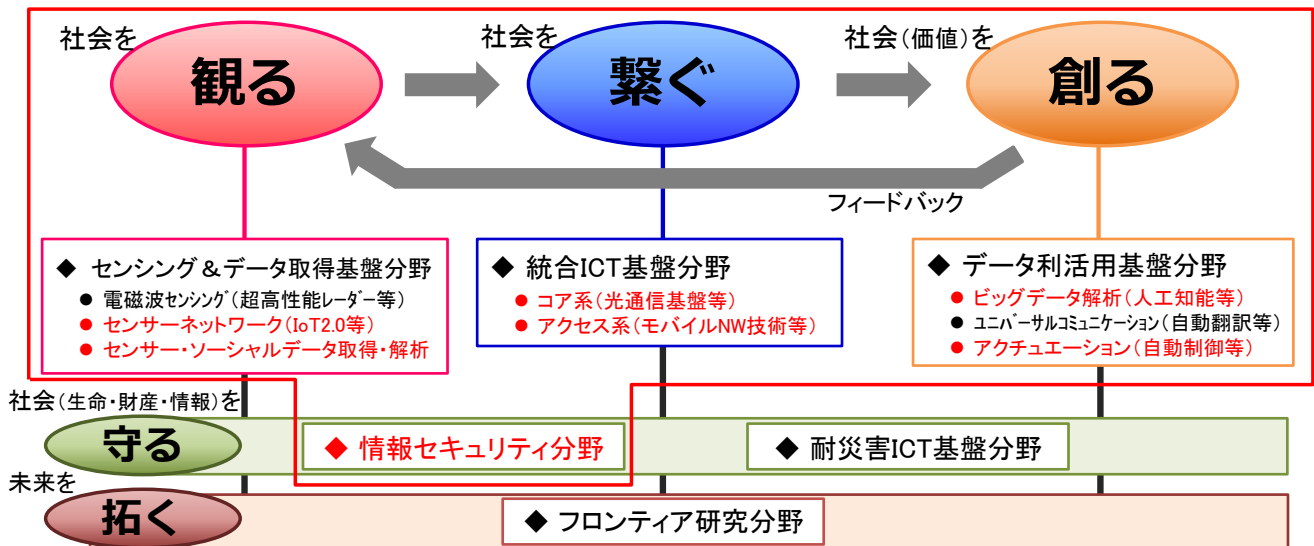 社会を
観る
社会を
繋ぐ
社会(価値)を
創る
フィードバック
◆ センシング&データ取得基盤分野
● 電磁波センシング(超高性能レーダー等)
● センサーネットワーク(IoT2.0等)
● センサー・ソーシャルデータ取得・解析
◆ 統合ICT基盤分野
● コア系(光通信基盤等)
● アクセス系(モバイルNW技術等)
◆ データ利活用基盤分野
● ビッグデータ解析(人工知能等)
● ユニバーサルコミュニケーション(自動翻訳等)
● アクチュエーション(自動制御等)
社会(生命・財産・情報)を
守る
◆ 情報セキュリティ分野
◆ 耐災害ICT基盤分野
未来を
拓く
◆ フロンティア研究分野